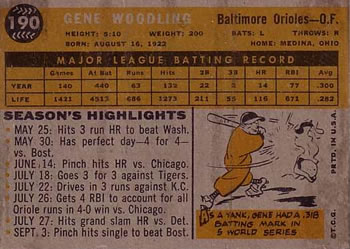 190
GENE WOODLING
Baltimore Orioles—O.F.
HEIGHT: 5:10 WEIGHT: 200 BATS: L THROWS: R
BORN: AUGUST 16, 1922 HOME: MEDINA, OHIO
MAJOR LEAGUE BATTING RECORD
Games At Bat Runs Hits 2B 3B HR RBI Avg.
YEAR 140 440 63 132 22 2 14 77 .300
LIFE 1421 4515 686 1273 211 55 112 671 .282
SEASON'S HIGHLIGHTS
MAY 25: Hits 3 run HR to beat Wash.
MAY 30: Has perfect day—4 for 4 vs. Bost.
JUNE 14: Pinch hits HR vs. Chicago.
JULY 18: Goes 3 for 3 against Tigers.
JULY 22: Drives in 3 runs vs. K.C.
JULY 26: Gets 4 RBI to account for all Oriole runs in 4-0 win vs. Chicago.
JULY 27: Hits grand slam HR vs. Det.
SEPT. 3: Pinch hits single to beat Bost.
AS A YANK, GENE HAD A .318
BATTING MARK IN
5 WORLD SERIES
©T.C.G. PRTD. IN U.S.A.